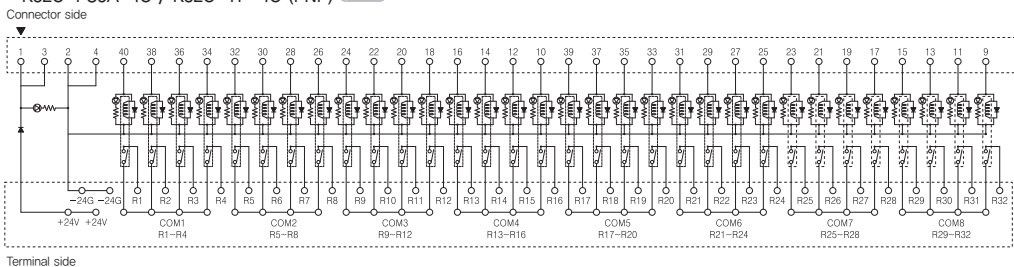 Connector side
1 3 2 4 40 38 36 34 32 30 28 26 24 22 20 18 16 14 12 10 39 37 35 33 31 29 27 25 23 21 19 17 15 13 11 9
−24G −24G R1 R2 R3 R4 R5 R6 R7 R8 R9 R10 R11 R12 R13 R14 R15 R16 R17 R18 R19 R20 R21 R22 R23 R24 R25 R26 R27 R28 R29 R30 R31 R32
+24V +24V COM1 COM2 COM3 COM4 COM5 COM6 COM7 COM8
R1−R4 R5−R8 R9−R12 R13−R16 R17−R20 R21−R24 R25−R28 R29−R32
Terminal side